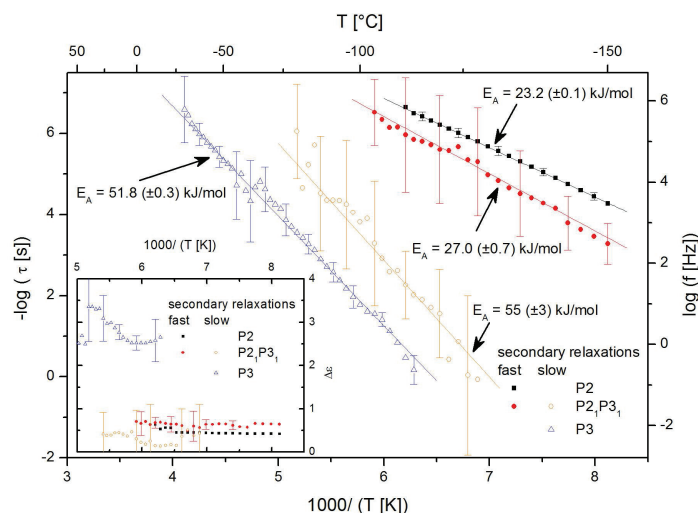 T [°C]
50 0 -50 -100 -150
E_A = 23.2 (±0.1) kJ/mol
E_A = 51.8 (±0.3) kJ/mol
E_A = 27.0 (±0.7) kJ/mol
E_A = 55 (±3) kJ/mol
-log (τ [s])
6
4
2
0
-2
log (f [Hz])
6
4
2
0
-2
1000/ (T [K])
5 6 7 8
secondary relaxations
fast slow
P2
P2₁P3₁
P3
4
3
2
1
0
Δε
secondary relaxations
fast slow
P2
P2₁P3₁
P3
3 4 5 6 7 8
1000/ (T [K])